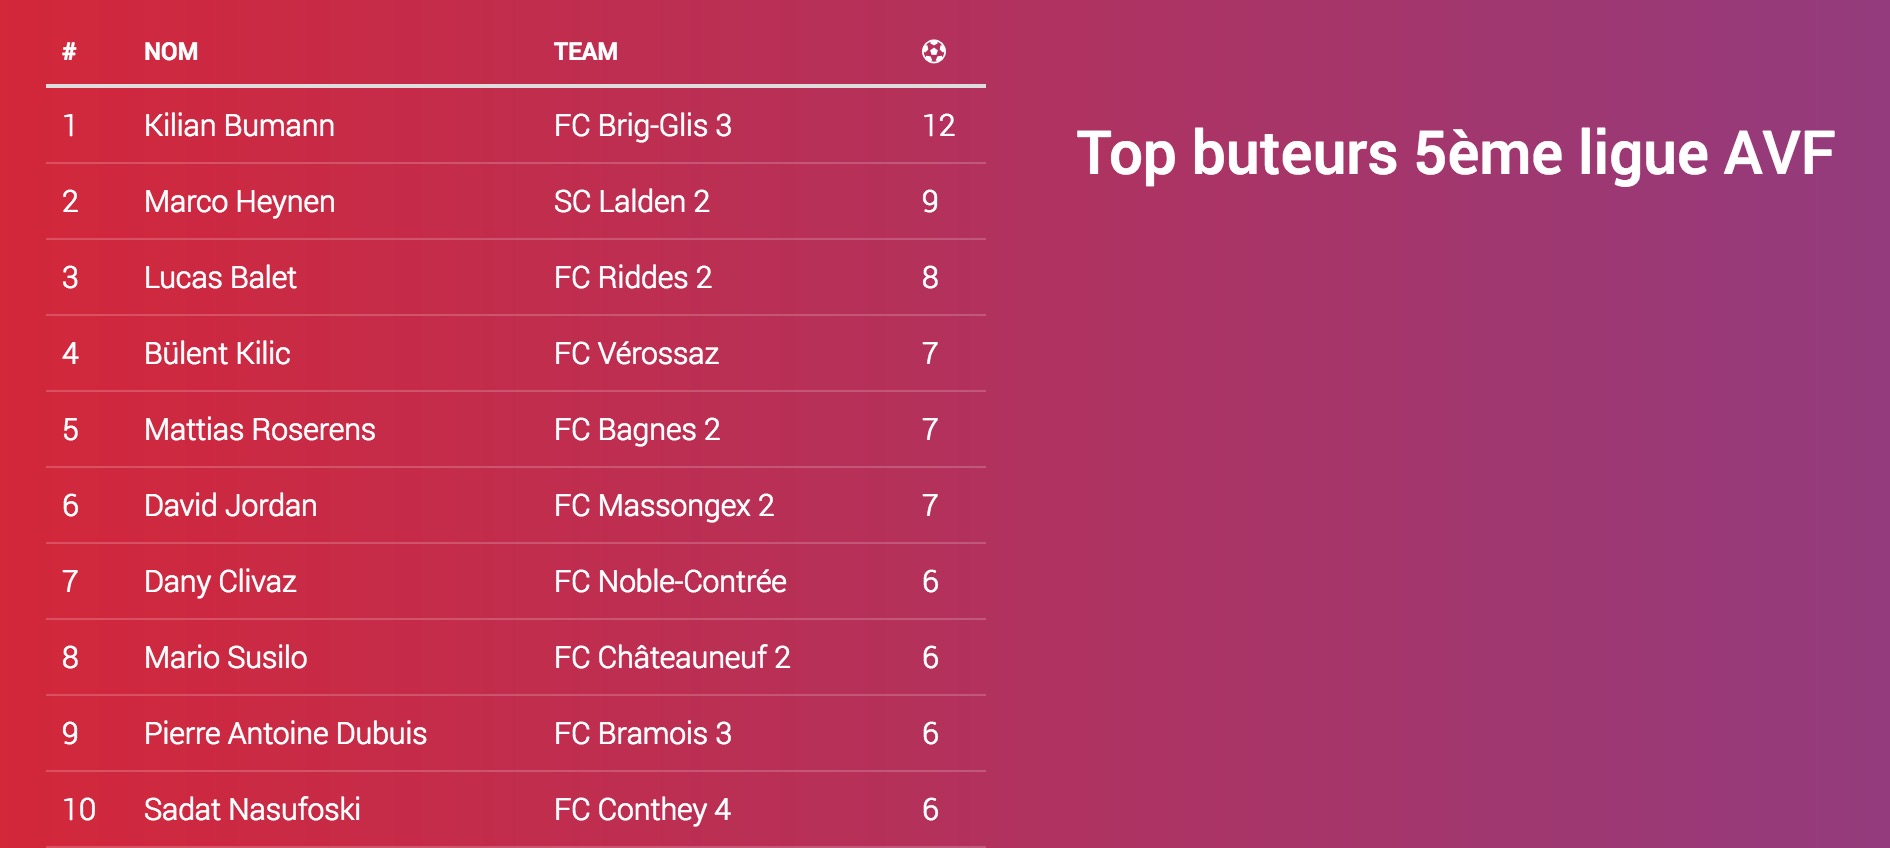 # NOM TEAM
1 Kilian Bumann FC Brig-Glis 3 12
2 Marco Heynen SC Lalden 2 9
3 Lucas Balet FC Riddes 2 8
4 Bülent Kilic FC Vérossaz 7
5 Mattias Roserens FC Bagnes 2 7
6 David Jordan FC Massongex 2 7
7 Dany Clivaz FC Noble-Contrée 6
8 Mario Susilo FC Châteauneuf 2 6
9 Pierre Antoine Dubuis FC Bramois 3 6
10 Sadat Nasufoski FC Conthey 4 6
Top buteurs 5ème ligue AVF